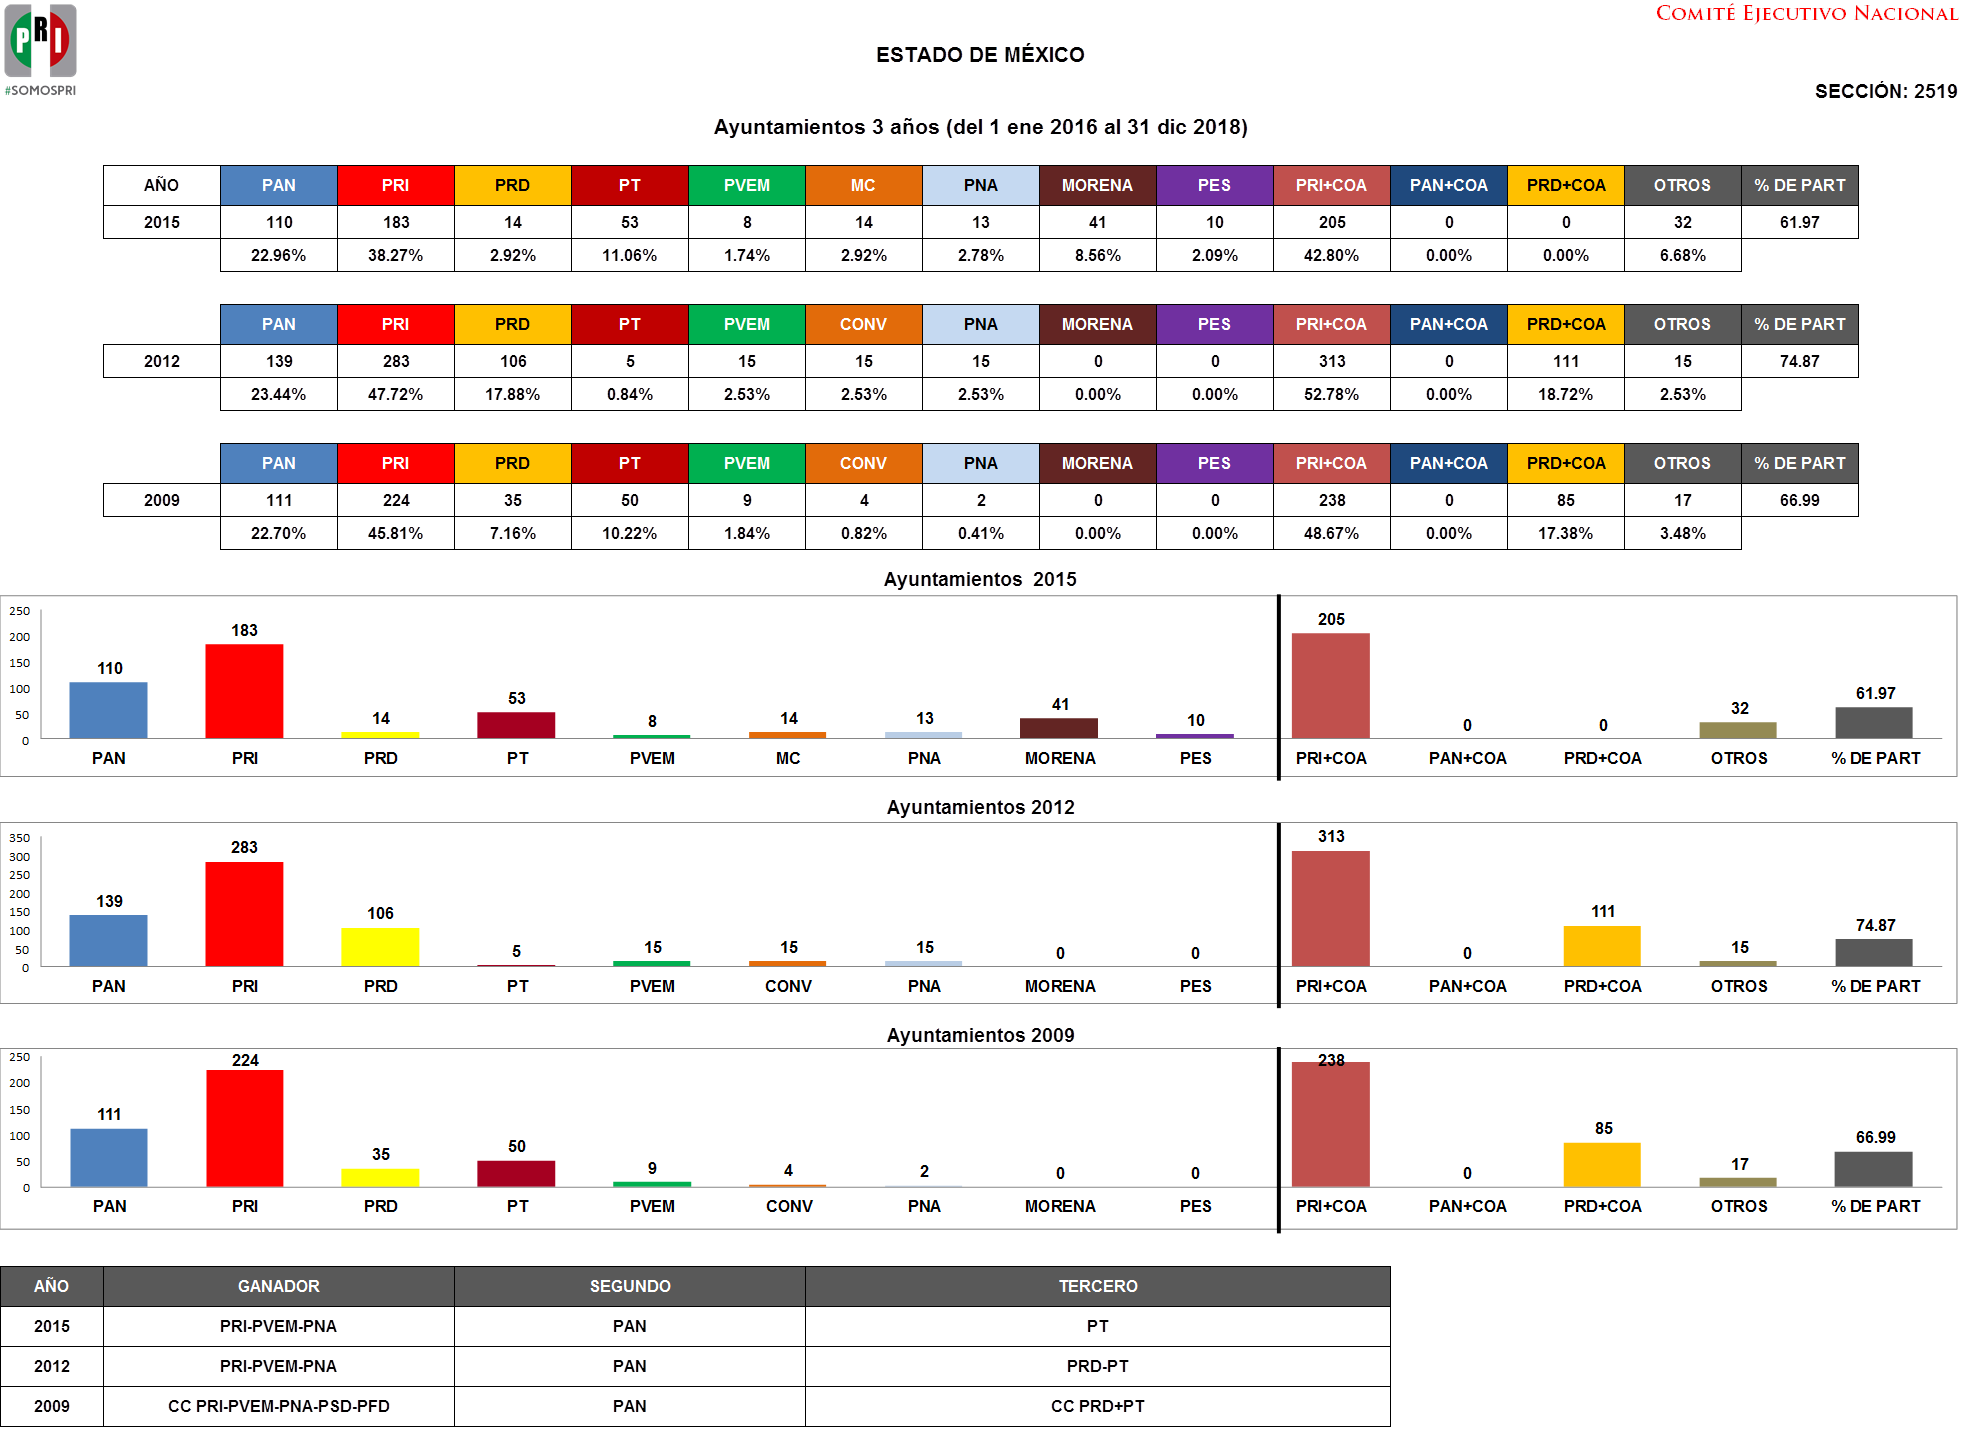 PRI
#SOMOSPRI
COMITÉ EJECUTIVO NACIONAL
ESTADO DE MÉXICO
SECCIÓN: 2519
Ayuntamientos 3 años (del 1 ene 2016 al 31 dic 2018)
AÑO PAN PRI PRD PT PVEM MC PNA MORENA PES PRI+COA PAN+COA PRD+COA OTROS % DE PART
2015 110 183 14 53 8 14 13 41 10 205 0 0 32 61.97
22.96% 38.27% 2.92% 11.06% 1.74% 2.92% 2.78% 8.56% 2.09% 42.80% 0.00% 0.00% 6.68%
PAN PRI PRD PT PVEM CONV PNA MORENA PES PRI+COA PAN+COA PRD+COA OTROS % DE PART
2012 139 283 106 5 15 15 15 0 0 313 0 111 15 74.87
23.44% 47.72% 17.88% 0.84% 2.53% 2.53% 2.53% 0.00% 0.00% 52.78% 0.00% 18.72% 2.53%
PAN PRI PRD PT PVEM CONV PNA MORENA PES PRI+COA PAN+COA PRD+COA OTROS % DE PART
2009 111 224 35 50 9 4 2 0 0 238 0 85 17 66.99
22.70% 45.81% 7.16% 10.22% 1.84% 0.82% 0.41% 0.00% 0.00% 48.67% 0.00% 17.38% 3.48%
Ayuntamientos 2015
250
200
150
100
50
0
110 183 14 53 8 14 13 41 10 205 0 0 32 61.97
PAN PRI PRD PT PVEM MC PNA MORENA PES PRI+COA PAN+COA PRD+COA OTROS % DE PART
Ayuntamientos 2012
350
300
250
200
150
100
50
0
139 283 106 5 15 15 15 0 0 313 0 111 15 74.87
PAN PRI PRD PT PVEM CONV PNA MORENA PES PRI+COA PAN+COA PRD+COA OTROS % DE PART
Ayuntamientos 2009
250
200
150
100
50
0
111 224 35 50 9 4 2 0 0 238 0 85 17 66.99
PAN PRI PRD PT PVEM CONV PNA MORENA PES PRI+COA PAN+COA PRD+COA OTROS % DE PART
AÑO GANADOR SEGUNDO TERCERO
2015 PRI-PVEM-PNA PAN PT
2012 PRI-PVEM-PNA PAN PRD-PT
2009 CC PRI-PVEM-PNA-PSD-PFD PAN CC PRD+PT